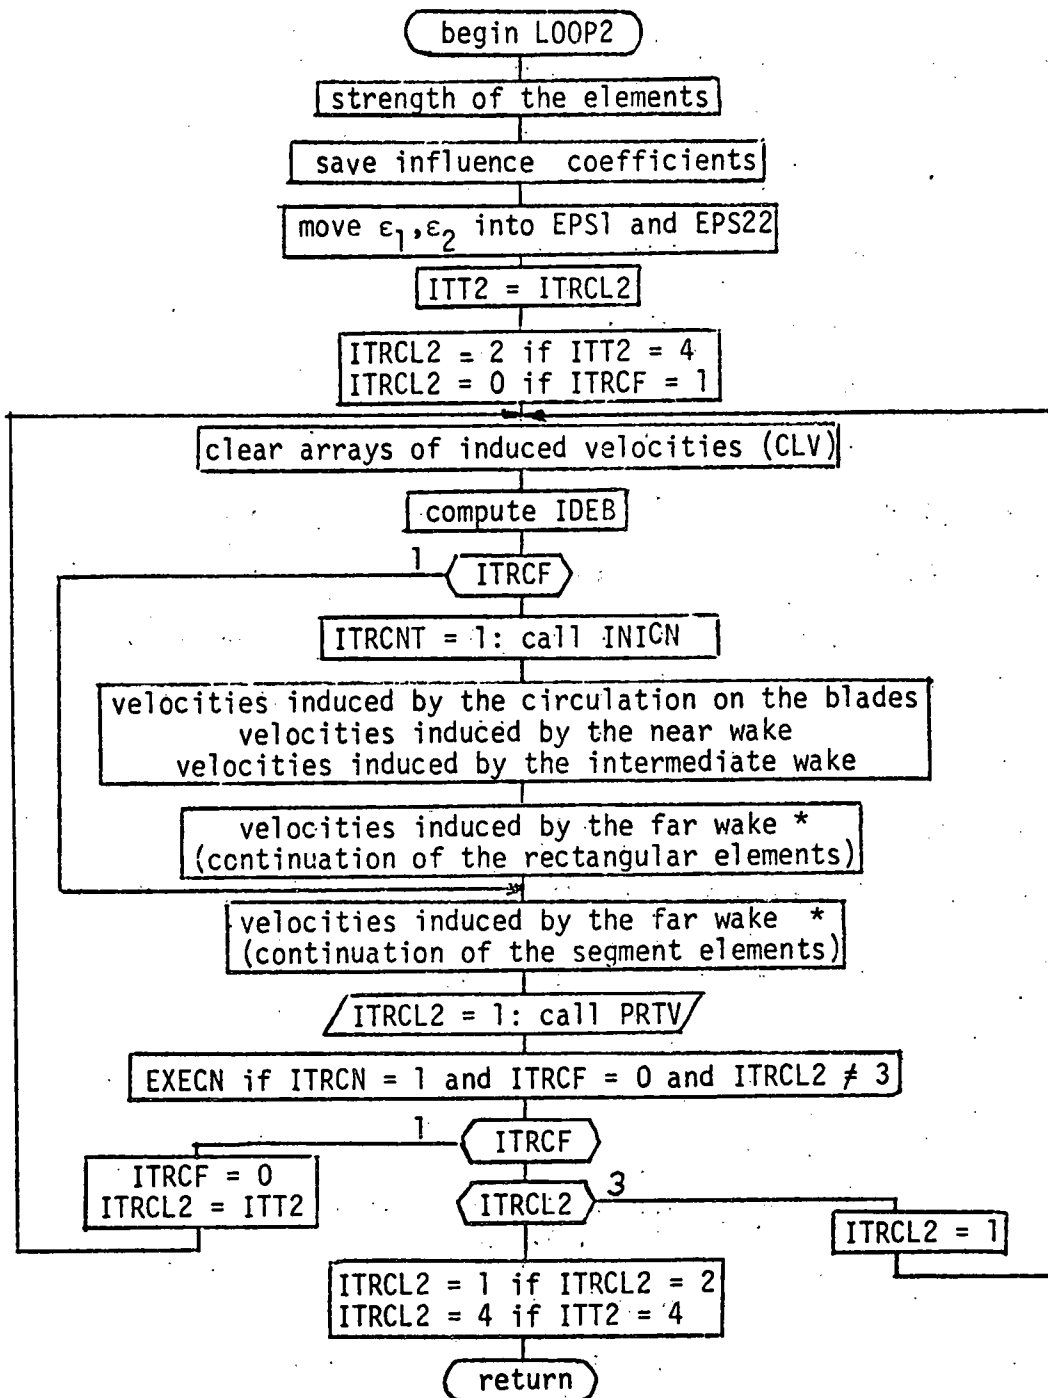 begin LOOP2
strength of the elements
save influence coefficients
move ε1,ε2 into EPS1 and EPS22
ITT2 = ITRCL2
ITRCL2 = 2 if ITT2 = 4
ITRCL2 = 0 if ITRCF = 1
clear arrays of induced velocities (CLV)
compute IDEB
1
ITRCF
ITRCNT = 1: call INICN
velocities induced by the circulation on the blades
velocities induced by the near wake
velocities induced by the intermediate wake
velocities induced by the far wake *
(continuation of the rectangular elements)
velocities induced by the far wake *
(continuation of the segment elements)
ITRCL2 = 1: call PRTV
EXECN if ITRCN = 1 and ITRCF = 0 and ITRCL2 ≠ 3
1
ITRCF
ITRCF = 0
ITRCL2 = ITT2
ITRCL2
3
ITRCL2 = 1
ITRCL2 = 1 if ITRCL2 = 2
ITRCL2 = 4 if ITT2 = 4
return